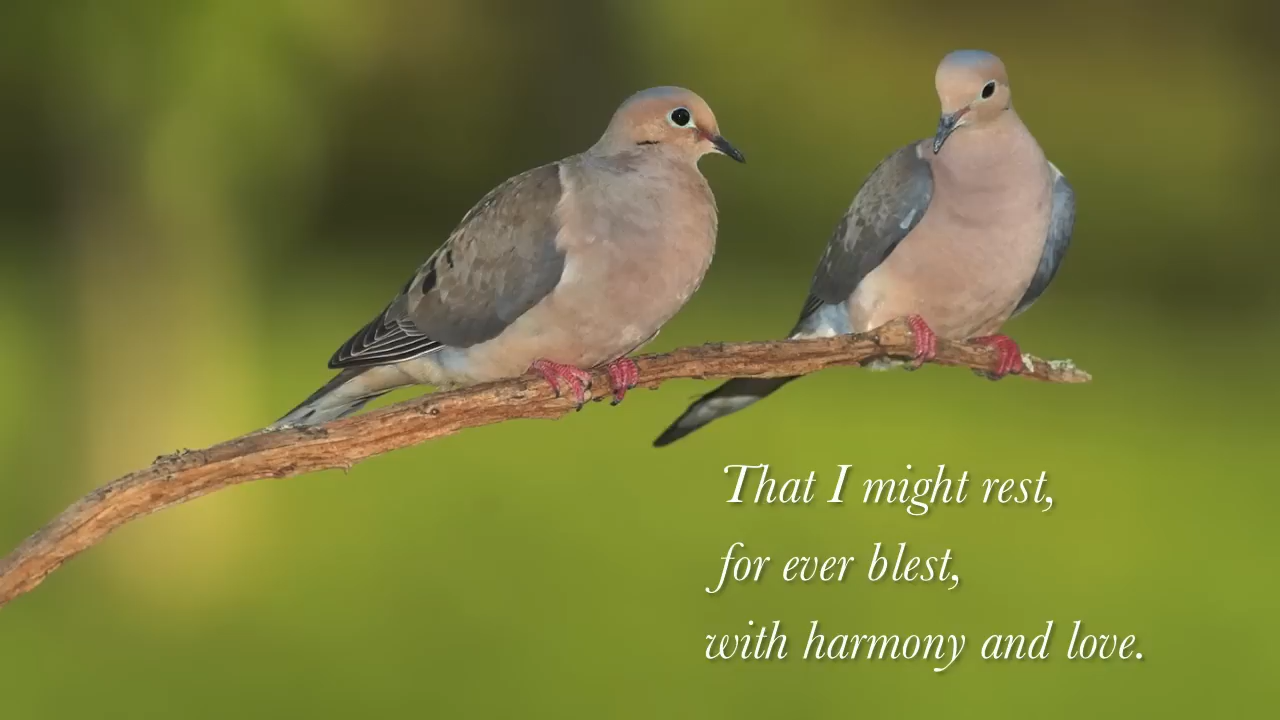 That I might rest,
for ever blest,
with harmony and love.